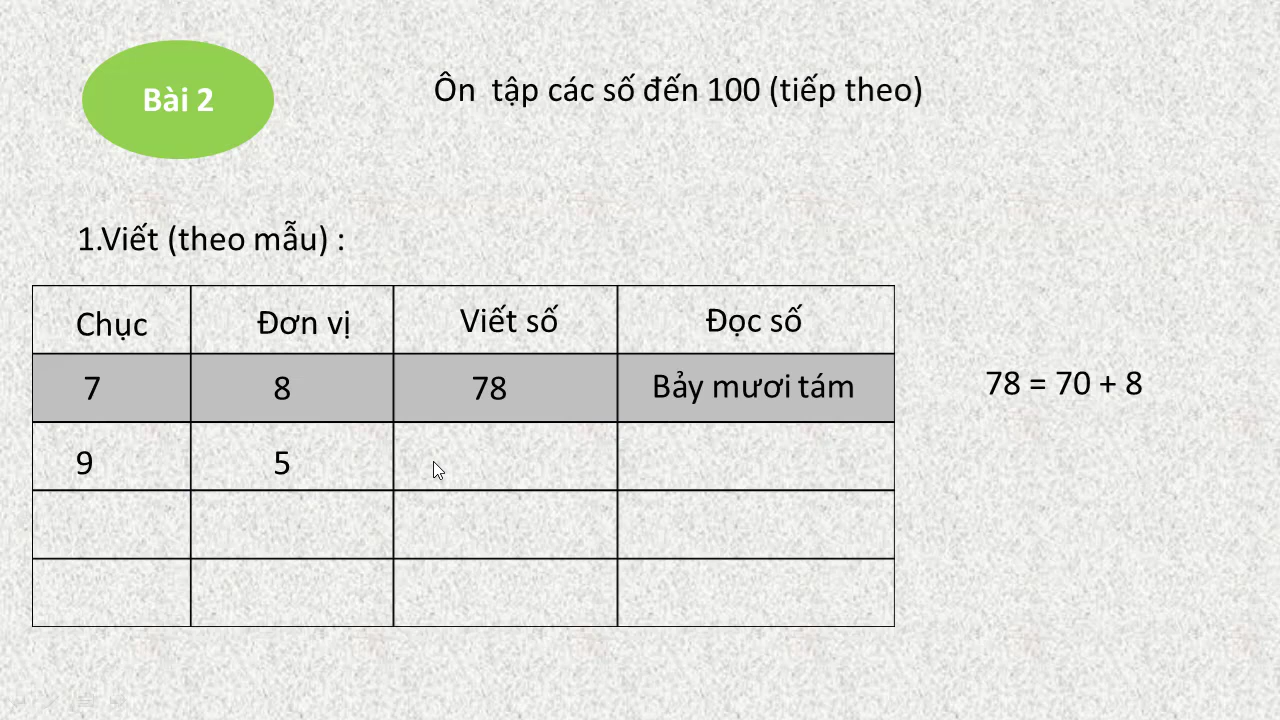 Bài 2
Ôn tập các số đến 100 (tiếp theo)
1.Viết (theo mẫu) :
Chục Đơn vị Viết số Đọc số
7 8 78 Bảy mươi tám 78 = 70 + 8
9 5